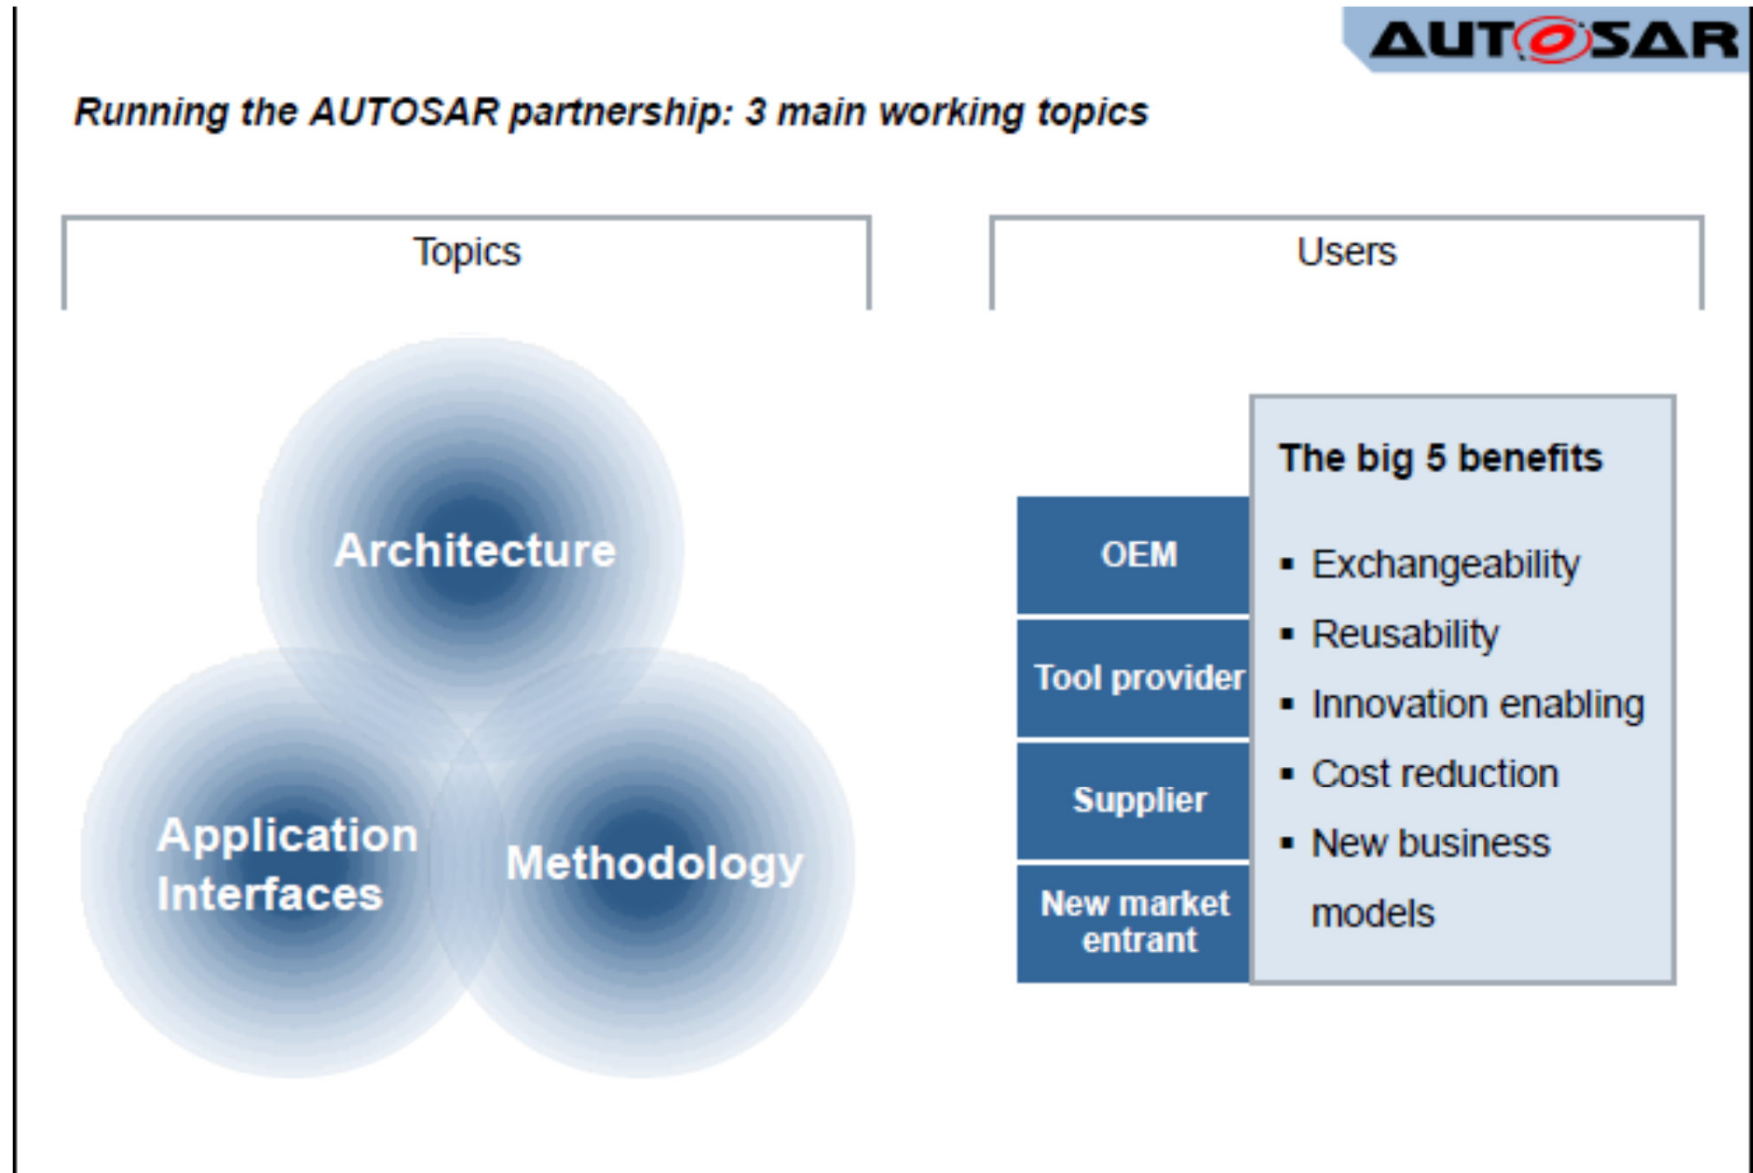 AUTOSAR
Running the AUTOSAR partnership: 3 main working topics
Topics
Users
Architecture
Application
Interfaces
Methodology
OEM
Tool provider
Supplier
New market
entrant
The big 5 benefits
▪ Exchangeability
▪ Reusability
▪ Innovation enabling
▪ Cost reduction
▪ New business
models